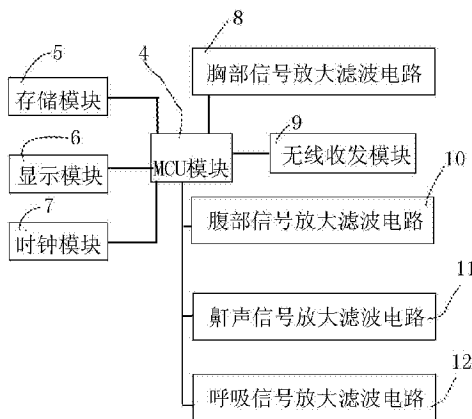 8
胸部信号放大滤波电路
5
存储模块
4
9
MCU模块
无线收发模块
6
显示模块
10
腹部信号放大滤波电路
7
时钟模块
11
鼾声信号放大滤波电路
12
呼吸信号放大滤波电路